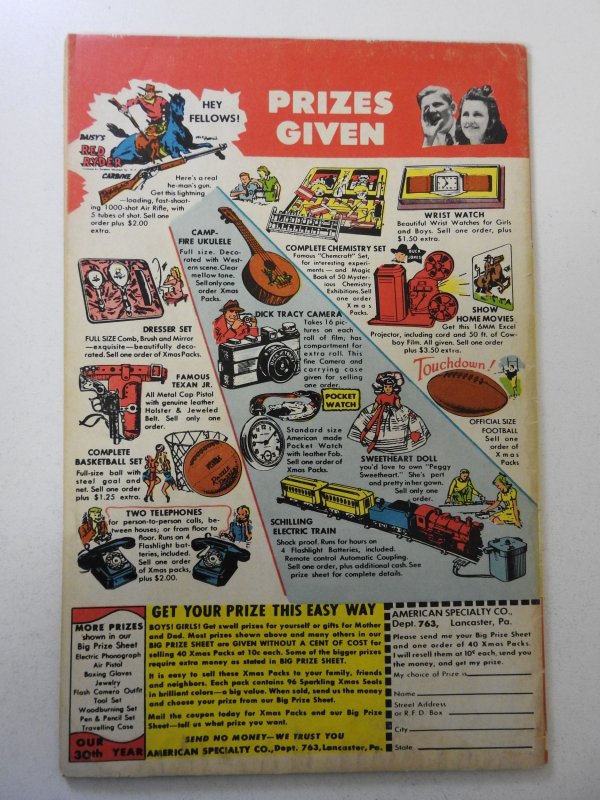 HEY
FELLOWS!
PRIZES
GIVEN
DAISY'S
RED
RYDER
CARBINE
Here's a real
he-man's gun.
Get this lightning
-loading, fast-shoot-
ing 1000-shot Air Rifle, with
5 tubes of shot. Sell one
order plus $2.00
extra.
CAMP-
FIRE UKULELE
Full size. Deco-
rated with West-
ern scene. Clear
mellow tone.
Sell only one
order Xmas
Packs.
COMPLETE CHEMISTRY SET
Famous "Chemcraft" Set,
for interesting experi-
ments — and Magic
Book of 50 Myster-
ious Chemistry
Exhibitions. Sell
one order
Xmas
Packs.
WRIST WATCH
Beautiful Wrist Watches for Girls
and Boys. Sell one order, plus
$1.50 extra.
BUCK
JONES
SHOW
HOME MOVIES
Get this 16MM Excel
Projector, including cord and 50 ft. of Cow-
boy Film. All given. Sell one order
plus $3.50 extra.
DRESSER SET
FULL SIZE Comb, Brush and Mirror
—exquisite—beautifully deco-
rated. Sell one order of Xmas Packs.
DICK TRACY CAMERA
Takes 16 pic-
tures on each
roll of film; has
compartment for
extra roll. This
fine Camera and
carrying case
given for selling
one order.
FAMOUS
TEXAN JR.
All Metal Cap Pistol
with genuine leather
Holster & Jeweled
Belt. Sell only one
order.
POCKET
WATCH
Standard size
American made
Pocket Watch
with leather Fob.
Sell one order
of Xmas Packs.
Touchdown!
OFFICIAL SIZE
FOOTBALL
Sell one
order of
Xmas
Packs
SWEETHEART DOLL
you'd love to own "Peggy
Sweetheart." She's pert
and pretty in her gown.
Sell only one
order.
COMPLETE
BASKETBALL SET
Full-size ball with
steel goal and
net. Sell one order
plus $1.25 extra.
TWO TELEPHONES
for person-to-person calls, be-
tween houses; or from floor to
floor. Runs on 4
Flashlight bat-
teries, included.
Sell one order
of Xmas packs,
plus $2.00.
SCHILLING
ELECTRIC TRAIN
Shock proof. Runs for hours on
4 Flashlight Batteries, included.
Remote control Automatic Coupling.
Sell one order, plus additional cash. See
prize sheet for complete details.
MORE PRIZES
shown in our
Big Prize Sheet
Electric Phonograph
Air Pistol
Boxing Gloves
Jewelry
Flash Camera Outfit
Tool Set
Woodburning Set
Pen & Pencil Set
Travelling Case
OUR
30th YEAR
GET YOUR PRIZE THIS EASY WAY
BOYS! GIRLS! Get swell prizes for yourself or gifts for Mother
and Dad. Most prizes shown above and many others in our
BIG PRIZE SHEET are GIVEN WITHOUT A CENT OF COST for
selling 40 Xmas Packs at 10c each. Some of the bigger prizes
require extra money as stated in BIG PRIZE SHEET.
It is easy to sell these Xmas Packs to your family, friends
and neighbors. Each pack contains 96 Sparkling Xmas Seals
in brilliant colors—a big value. When sold, send us the money
and choose your prize from our Big Prize Sheet.
Mail the coupon today for Xmas Packs and our Big Prize
Sheet—tell us what prize you want.
SEND NO MONEY—WE TRUST YOU
AMERICAN SPECIALTY CO., Dept. 763, Lancaster, Pa.
AMERICAN SPECIALTY CO.,
Dept. 763, Lancaster, Pa.
Please send me your Big Prize Sheet
and one order of 40 Xmas Packs.
I will resell them at 10¢ each, send you
the money, and get my prize.
My choice of Prize is
Name
Street Address
or R.F.D. Box
City
State